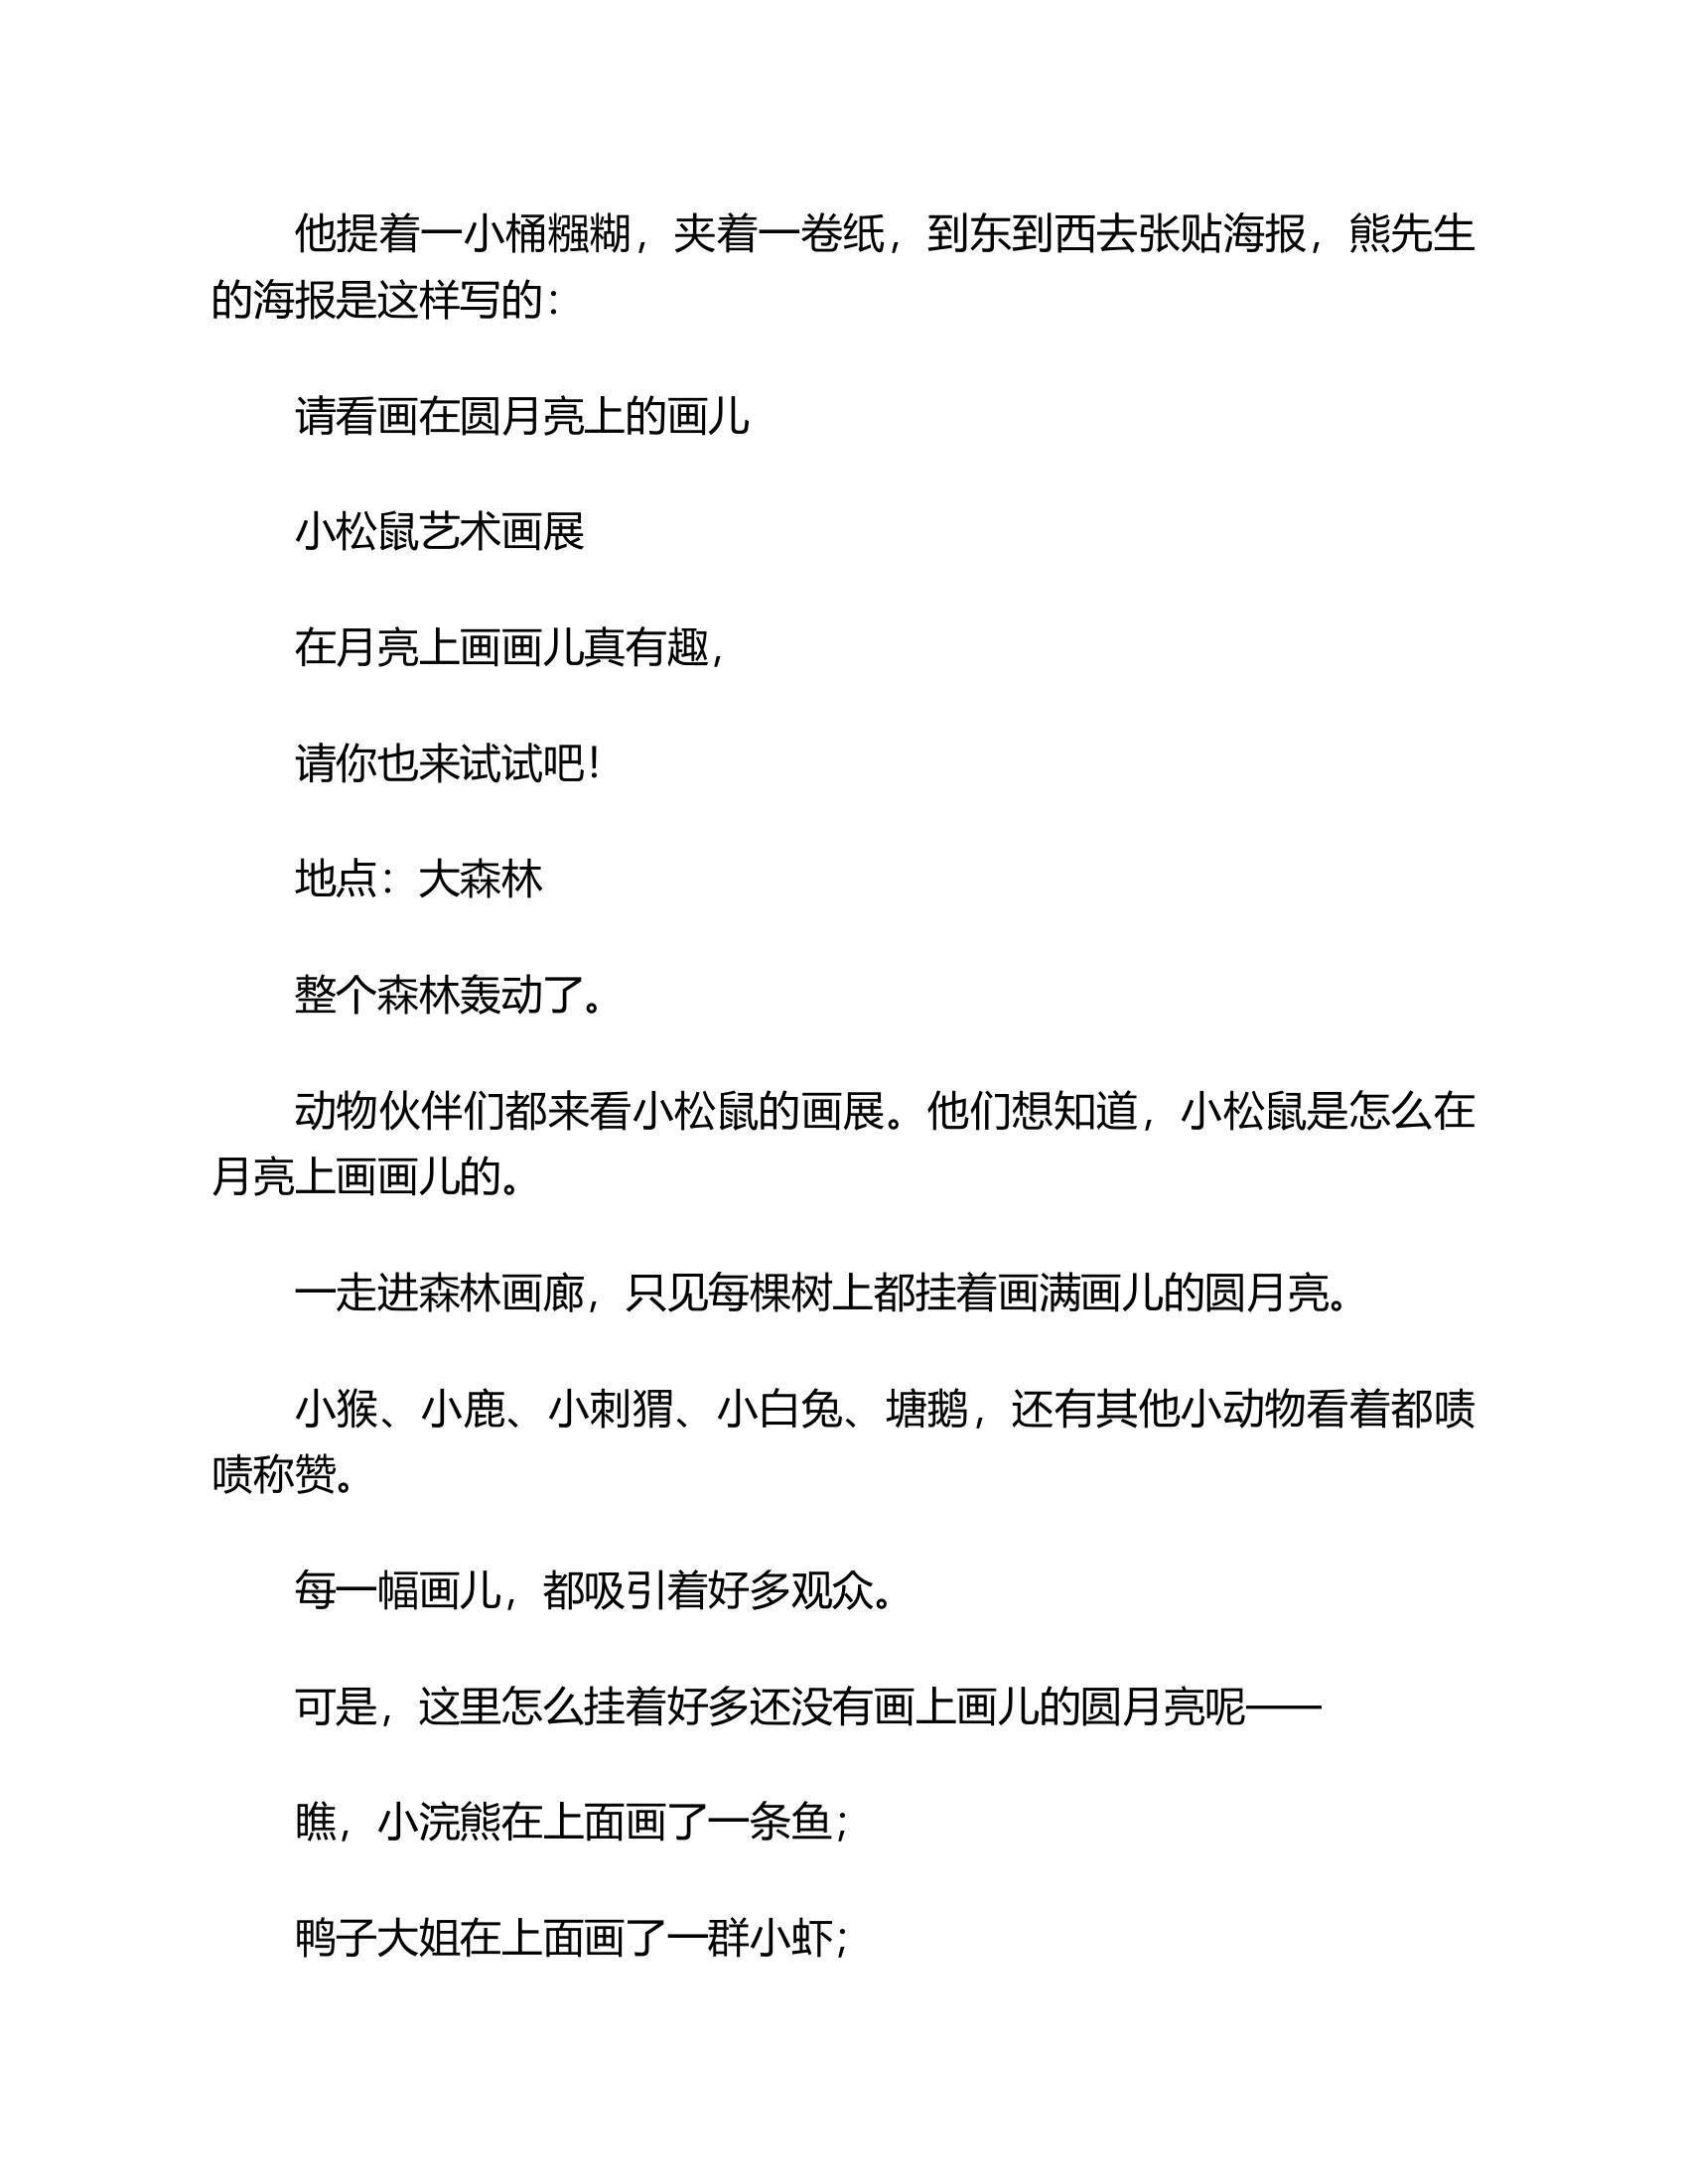 他提着一小桶糨糊，夹着一卷纸，到东到西去张贴海报，熊先生
的海报是这样写的：
请看画在圆月亮上的画儿
小松鼠艺术画展
在月亮上画画儿真有趣，
请你也来试试吧！
地点：大森林
整个森林轰动了。
动物伙伴们都来看小松鼠的画展。他们想知道，小松鼠是怎么在
月亮上画画儿的。
一走进森林画廊，只见每棵树上都挂着画满画儿的圆月亮。
小猴、小鹿、小刺猬、小白兔、塘鹅，还有其他小动物看着都啧
啧称赞。
每一幅画儿，都吸引着好多观众。
可是，这里怎么挂着好多还没有画上画儿的圆月亮呢——
瞧，小浣熊在上面画了一条鱼；
鸭子大姐在上面画了一群小虾；